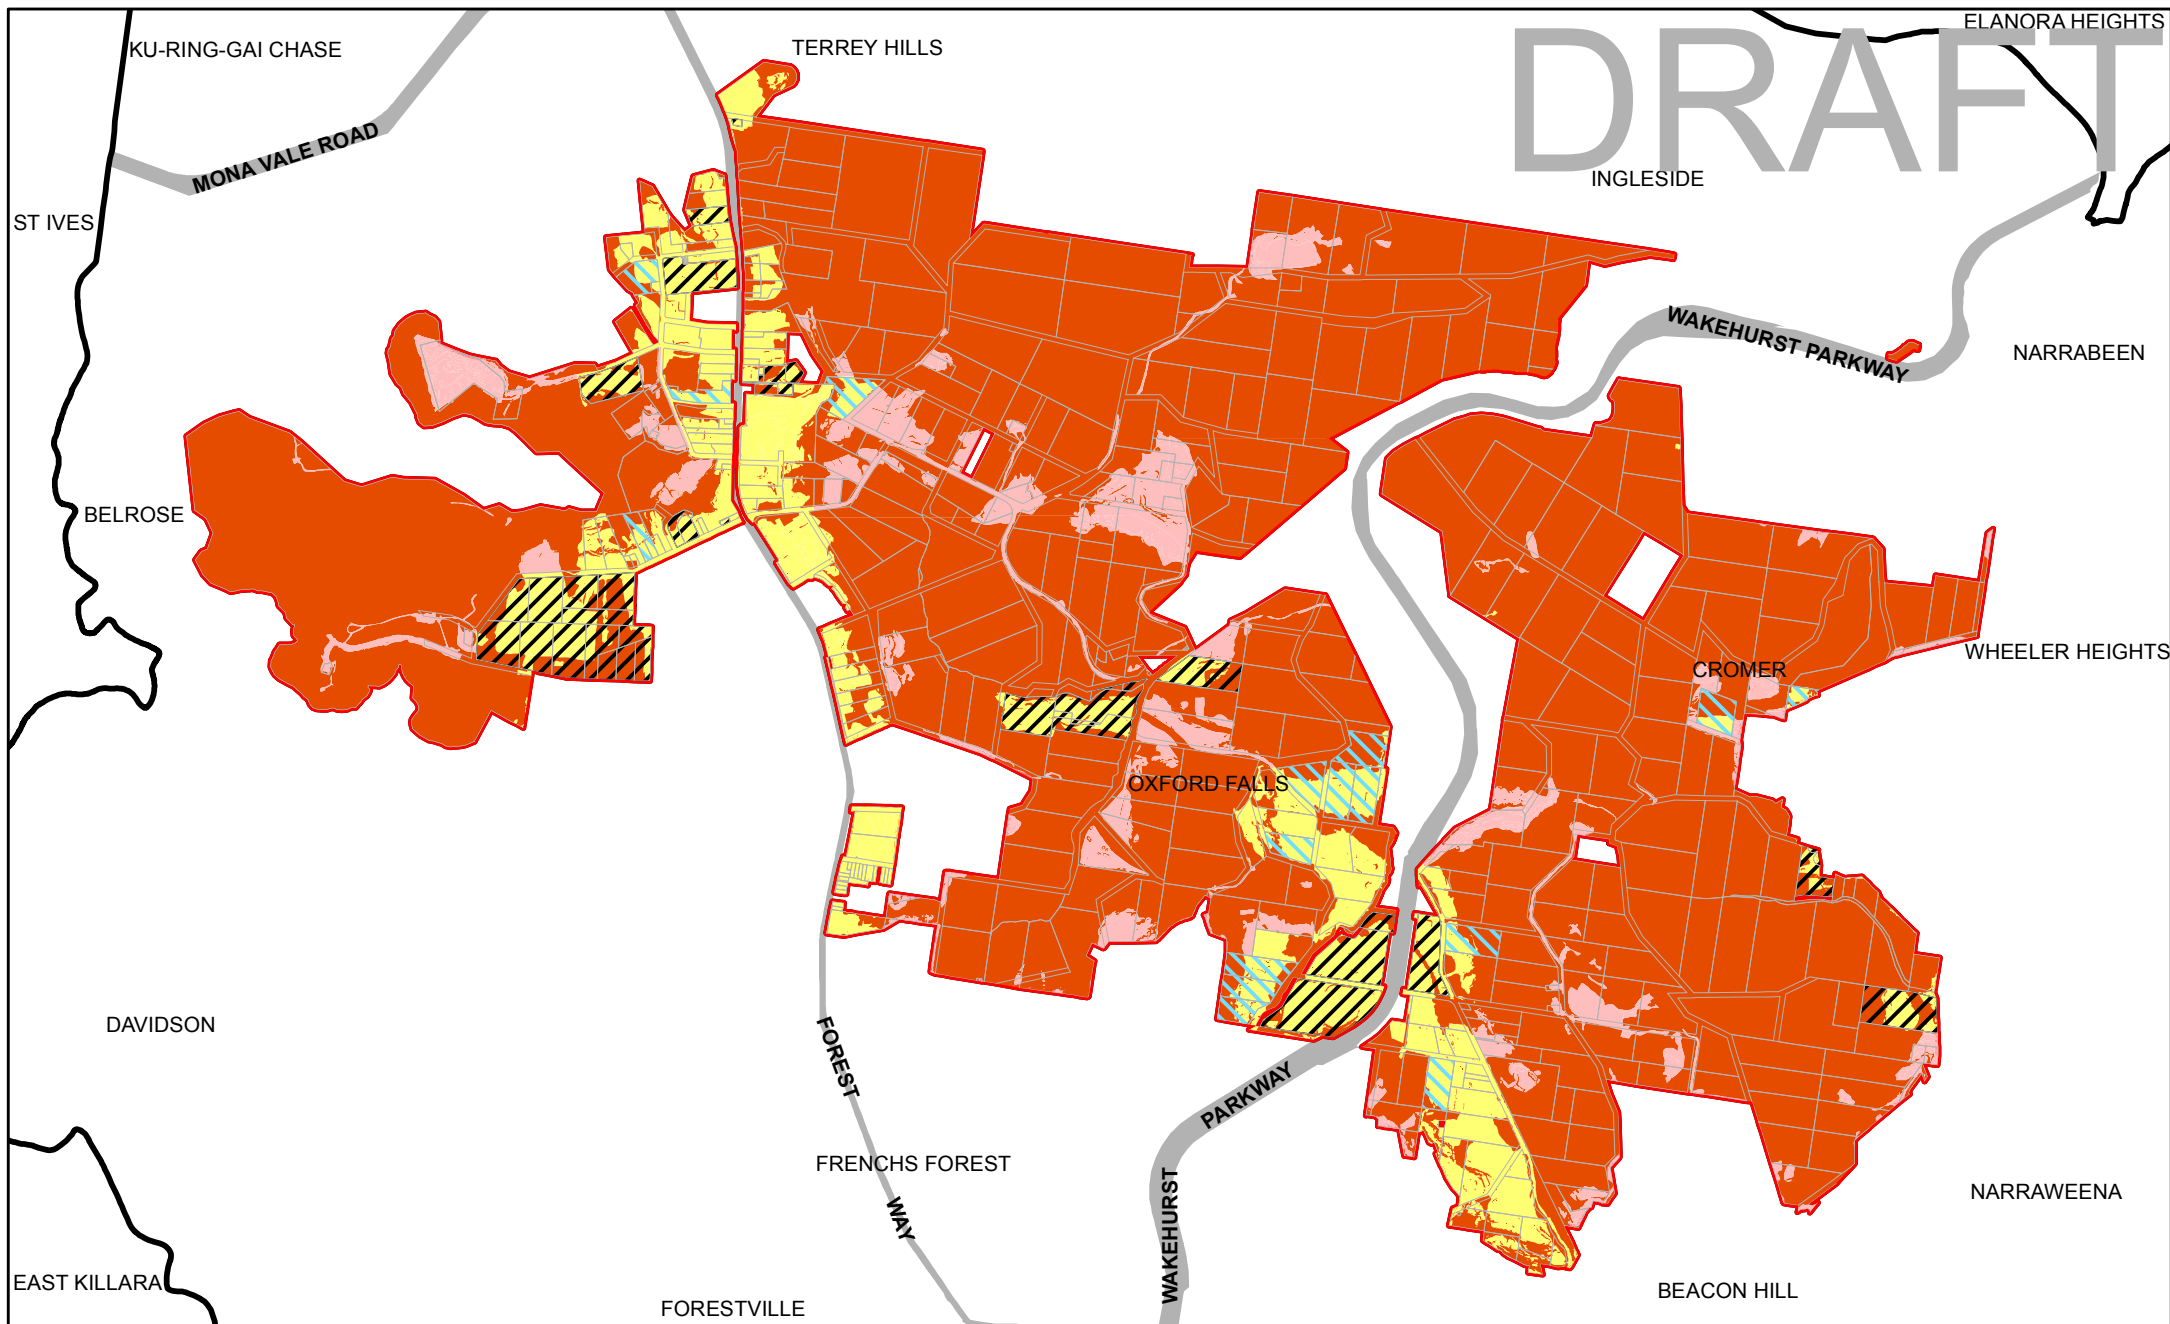 ELANORA HEIGHTS
KU-RING-GAI CHASE
TERREY HILLS
DRAFT
MONA VALE ROAD
INGLESIDE
ST IVES
WAKEHURST PARKWAY
NARRABEEN
BELROSE
WHEELER HEIGHTS
CROMER
OXFORD FALLS
DAVIDSON
FOREST
WAY
PARKWAY
WAKEHURST
FRENCHS FOREST
NARRAWEENA
EAST KILLARA
BEACON HILL
FORESTVILLE